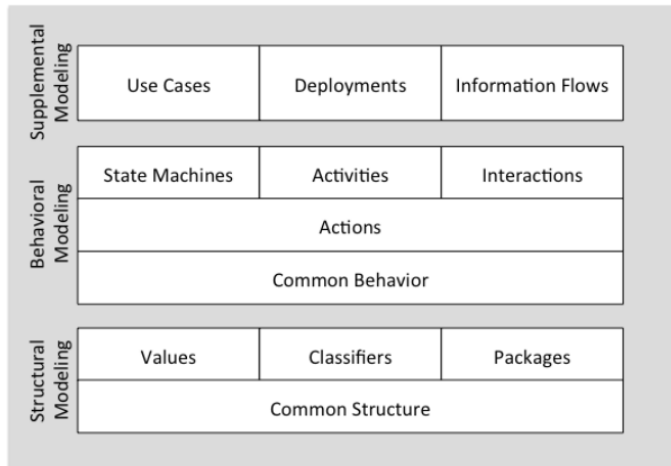 Supplemental
Modeling
Use Cases
Deployments
Information Flows
Behavioral
Modeling
State Machines
Activities
Interactions
Actions
Common Behavior
Structural
Modeling
Values
Classifiers
Packages
Common Structure